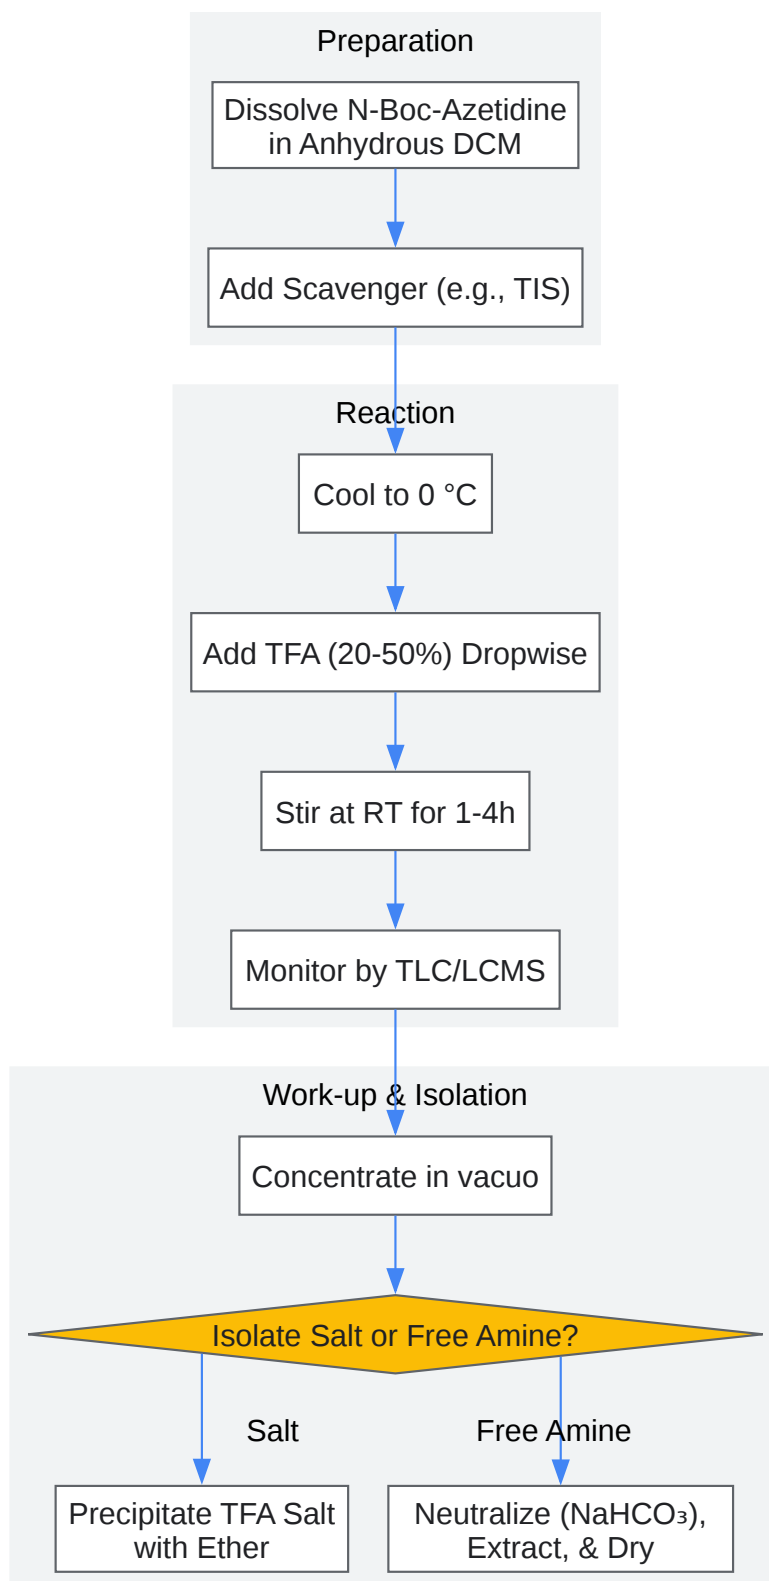 Preparation
Dissolve N-Boc-Azetidine
in Anhydrous DCM
Add Scavenger (e.g., TIS)
Reaction
Cool to 0 °C
Add TFA (20-50%) Dropwise
Stir at RT for 1-4h
Monitor by TLC/LCMS
Work-up & Isolation
Concentrate in vacuo
Isolate Salt or Free Amine?
Salt
Free Amine
Precipitate TFA Salt
with Ether
Neutralize (NaHCO₃),
Extract, & Dry